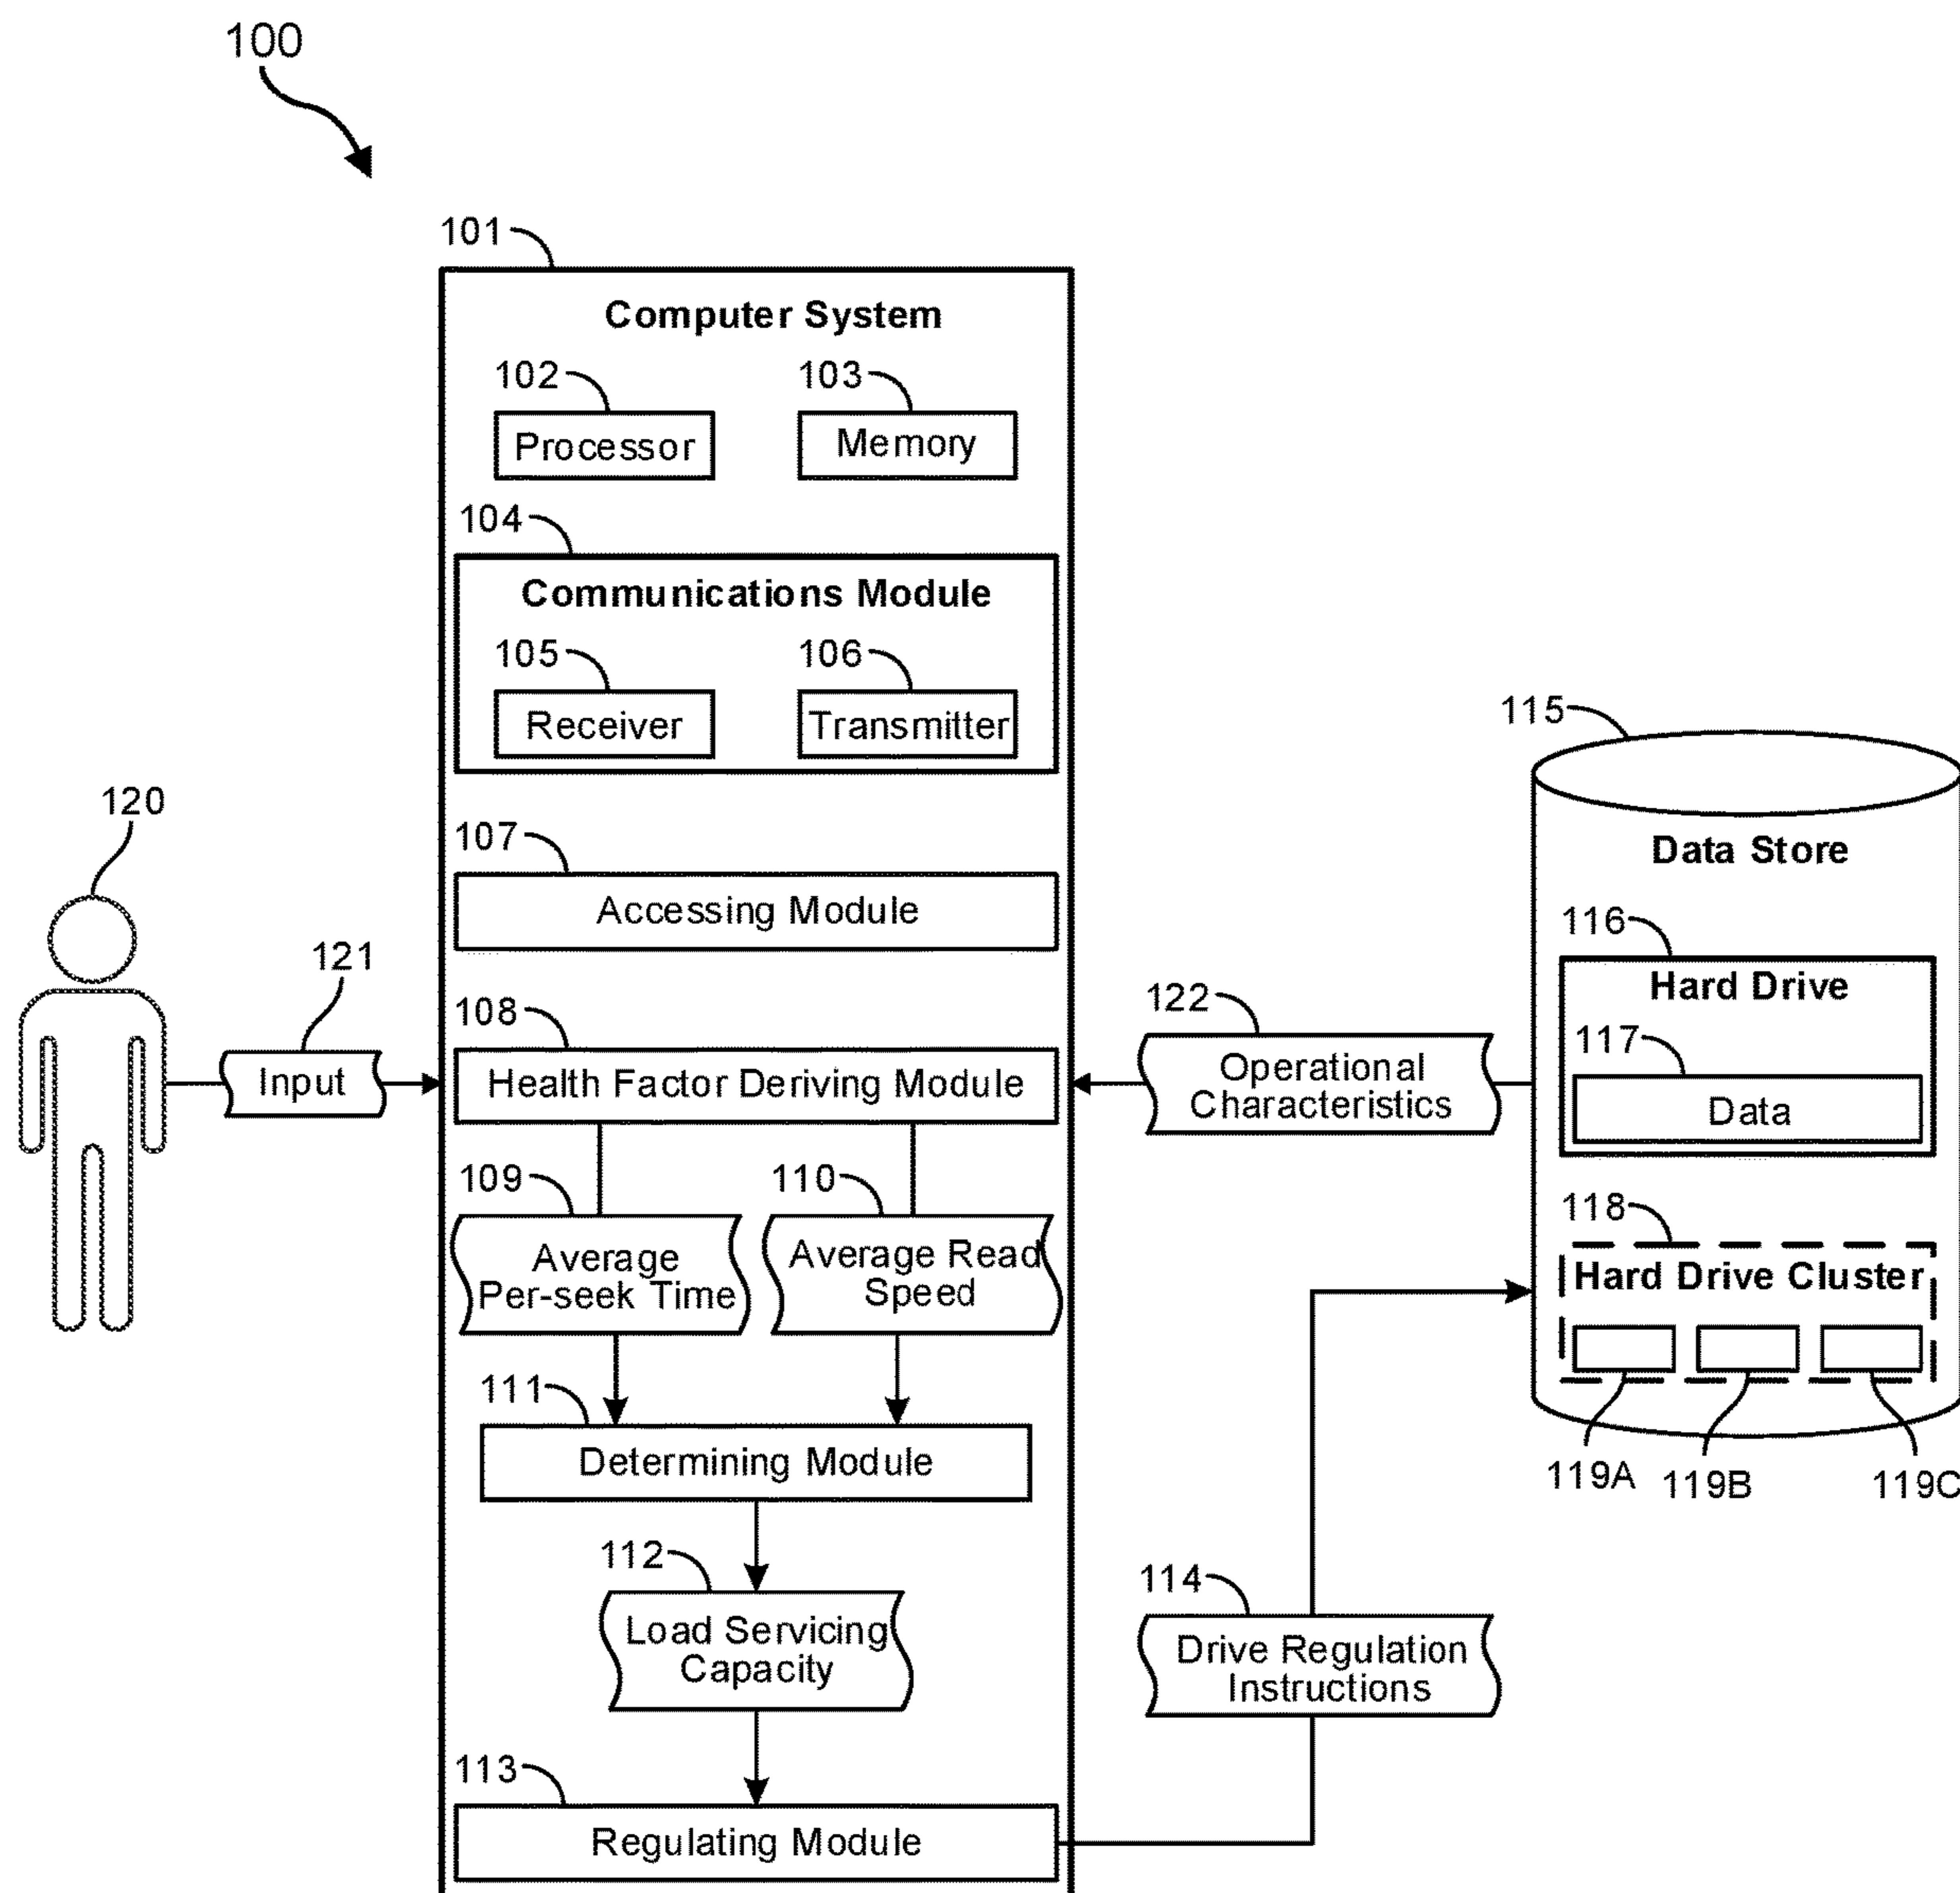 100
101
Computer System
102
103
Processor
Memory
104
Communications Module
105
106
Receiver
Transmitter
107
Accessing Module
108
Health Factor Deriving Module
109
110
Average
Per-seek Time
Average Read
Speed
111
Determining Module
112
Load Servicing
Capacity
113
Regulating Module
120
121
Input
122
Operational
Characteristics
114
Drive Regulation
Instructions
115
Data Store
116
Hard Drive
117
Data
118
Hard Drive Cluster
119A
119B
119C